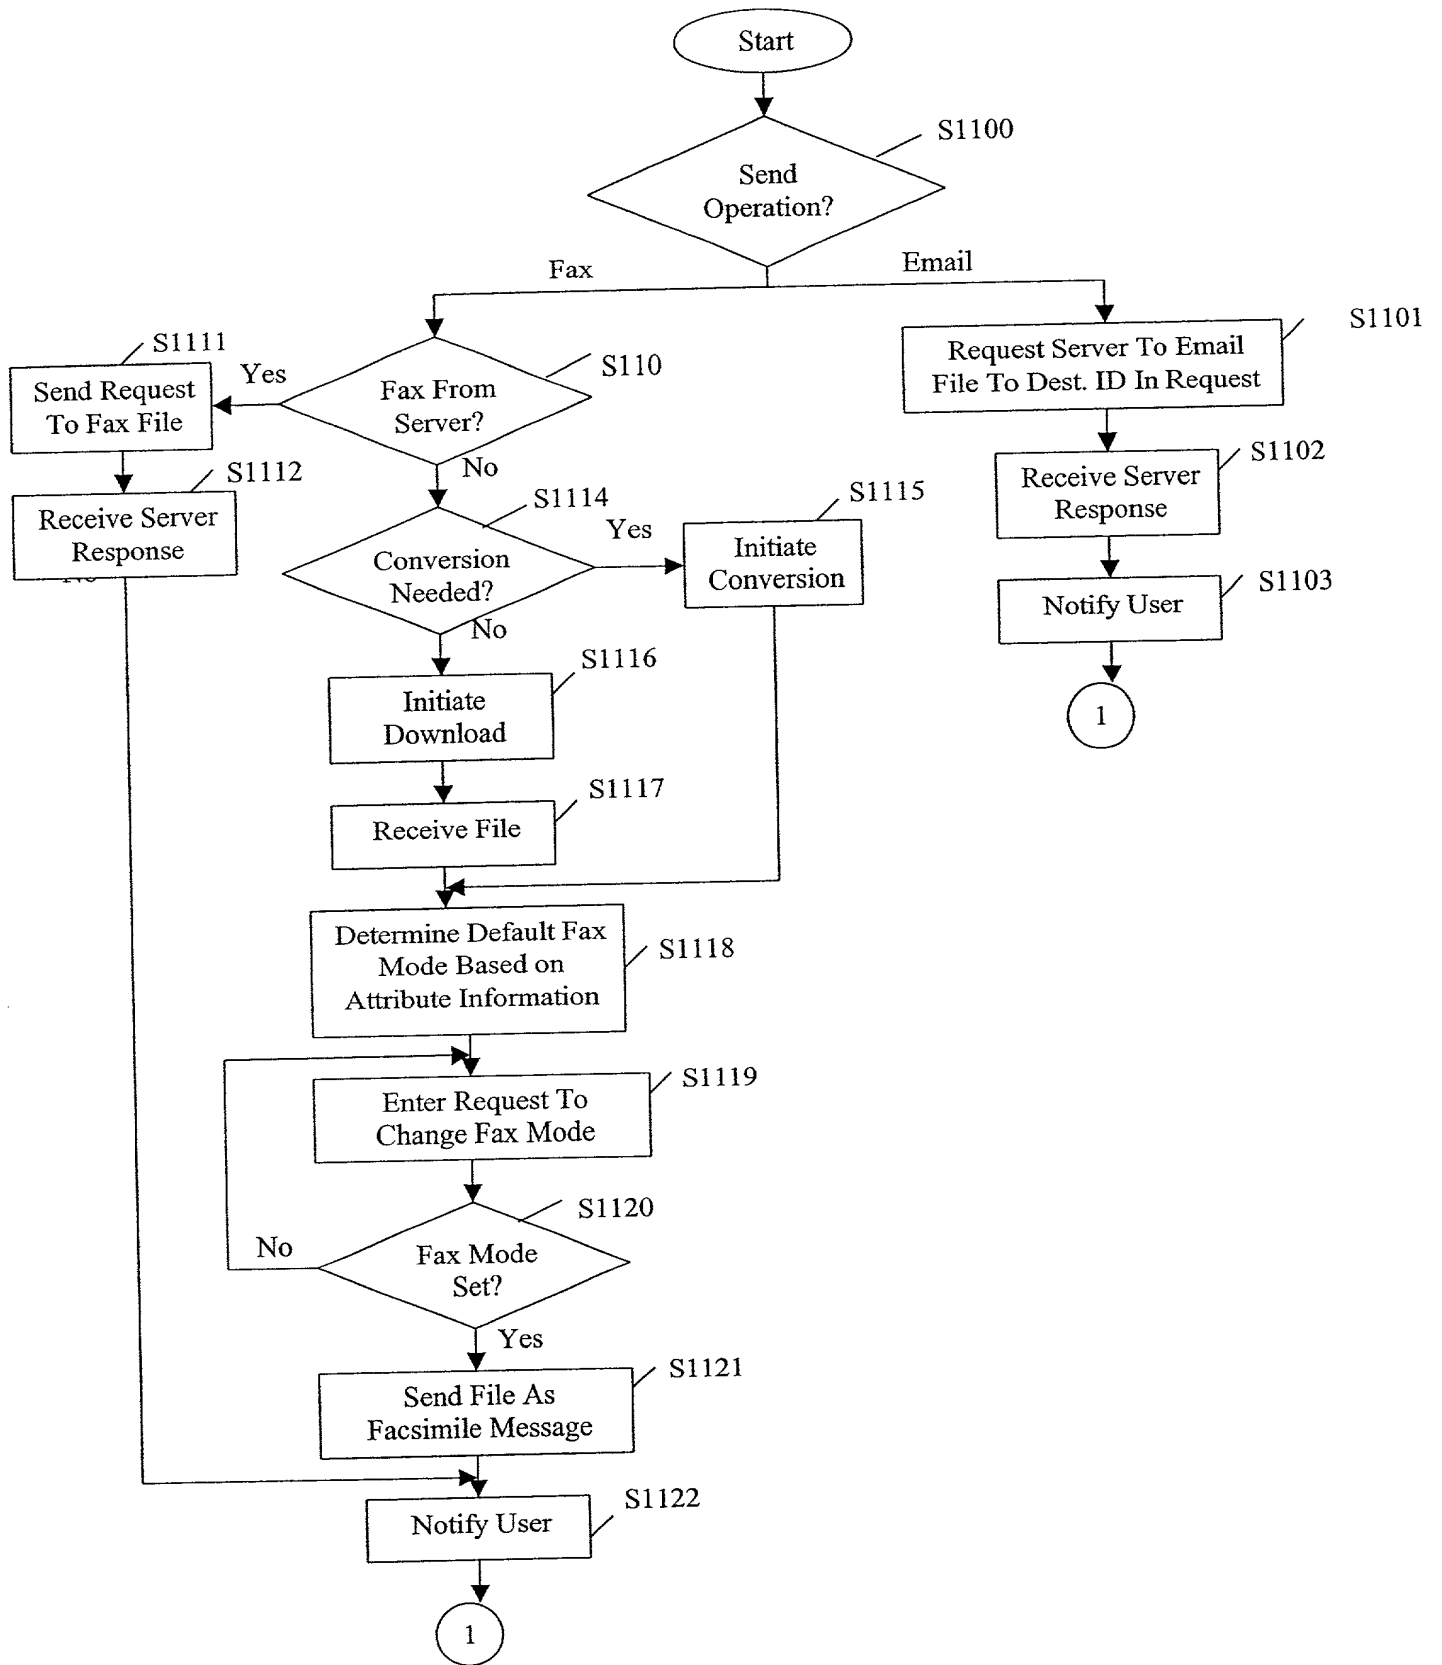 Start
S1100
Send
Operation?
Fax
Email
S1101
Request Server To Email
File To Dest. ID In Request
S1111
Send Request
To Fax File
Yes
S110
Fax From
Server?
No
S1102
Receive Server
Response
S1112
Receive Server
Response
S1114
Conversion
Needed?
Yes
S1115
Initiate
Conversion
No
S1103
Notify User
1
S1116
Initiate
Download
S1117
Receive File
S1118
Determine Default Fax
Mode Based on
Attribute Information
S1119
Enter Request To
Change Fax Mode
S1120
Fax Mode
Set?
No
Yes
S1121
Send File As
Facsimile Message
S1122
Notify User
1